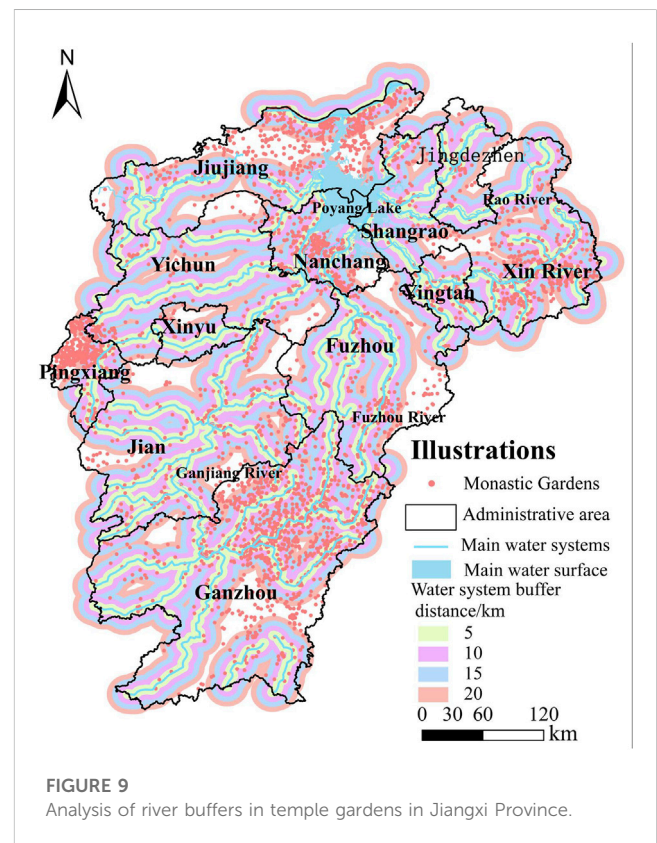 N
Jiujiang
Jingdezhen
Rao River
Poyang Lake
Shangrao
Yichun
Nanchang
Xin River
Yingtan
Xinyu
Fuzhou
Pingxiang
Fuzhou River
Jian
Ganjiang River
Ganzhou
Illustrations
Monastic Gardens
Administrative area
Main water systems
Main water surface
Water system buffer
distance/km
5
10
15
20
0 30 60 120
km
FIGURE 9
Analysis of river buffers in temple gardens in Jiangxi Province.